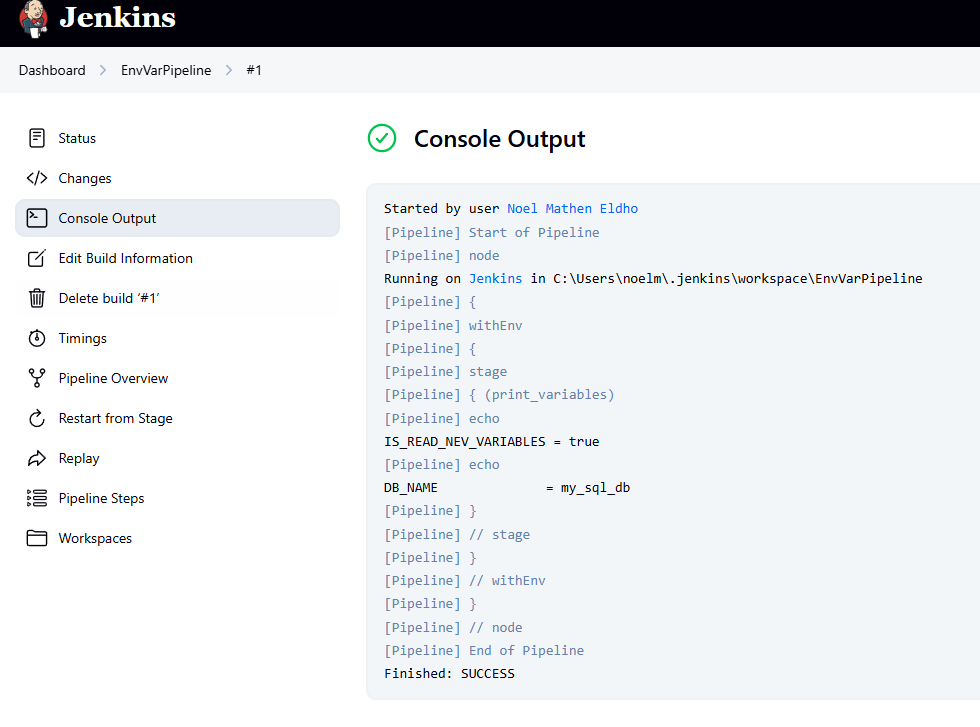 Jenkins
Dashboard > EnvVarPipeline > #1
Status
Changes
Console Output
Edit Build Information
Delete build ‘#1’
Timings
Pipeline Overview
Restart from Stage
Replay
Pipeline Steps
Workspaces
Console Output
Started by user Noel Mathen Eldho
[Pipeline] Start of Pipeline
[Pipeline] node
Running on Jenkins in C:\Users\noelm\.jenkins\workspace\EnvVarPipeline
[Pipeline] {
[Pipeline] withEnv
[Pipeline] {
[Pipeline] stage
[Pipeline] { (print_variables)
[Pipeline] echo
IS_READ_NEV_VARIABLES = true
[Pipeline] echo
DB_NAME              = my_sql_db
[Pipeline] }
[Pipeline] // stage
[Pipeline] }
[Pipeline] // withEnv
[Pipeline] }
[Pipeline] // node
[Pipeline] End of Pipeline
Finished: SUCCESS